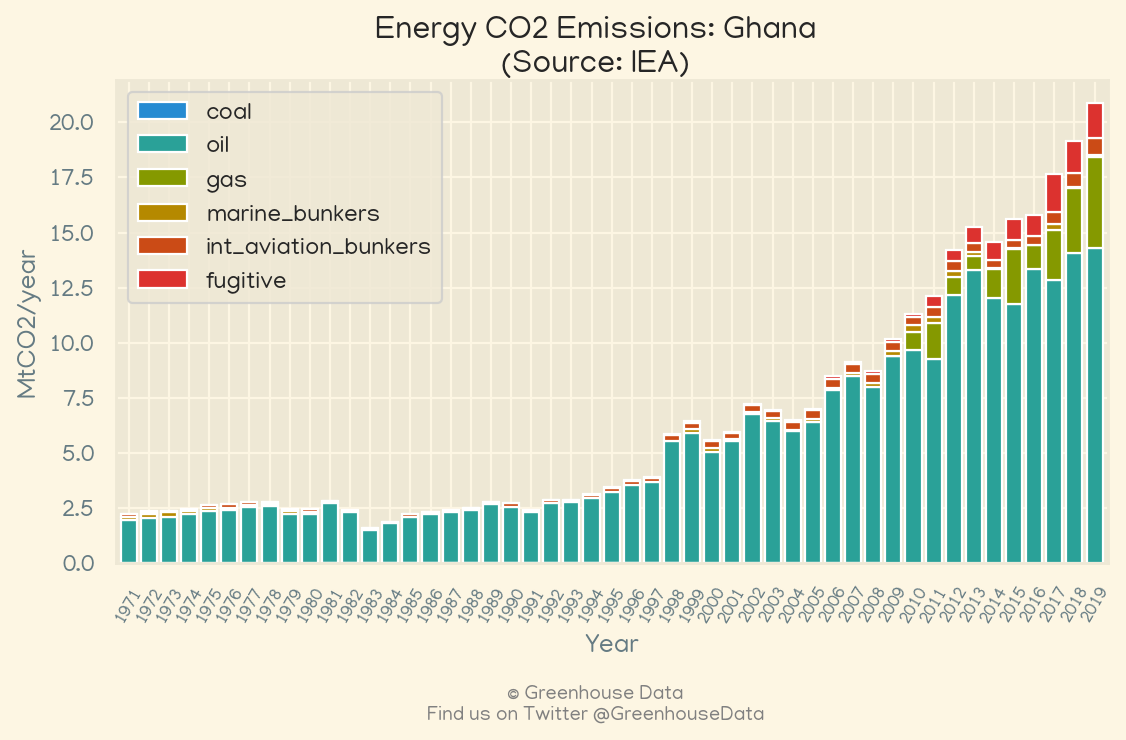 Energy CO2 Emissions: Ghana
(Source: IEA)
coal
oil
gas
marine_bunkers
int_aviation_bunkers
fugitive
MtCO2/year
20.0
17.5
15.0
12.5
10.0
7.5
5.0
2.5
0.0
1971 1972 1973 1974 1975 1976 1977 1978 1979 1980 1981 1982 1983 1984 1985 1986 1987 1988 1989 1990 1991 1992 1993 1994 1995 1996 1997 1998 1999 2000 2001 2002 2003 2004 2005 2006 2007 2008 2009 2010 2011 2012 2013 2014 2015 2016 2017 2018 2019
Year
© Greenhouse Data
Find us on Twitter @GreenhouseData